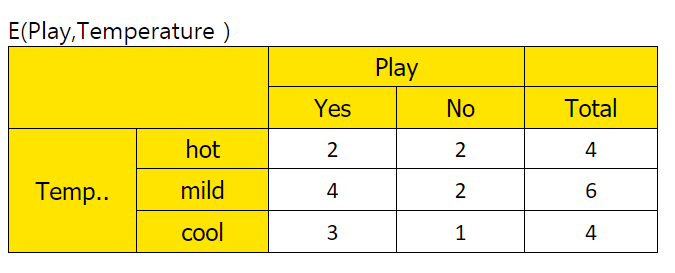 E(Play,Temperature )
Play
Yes No Total
hot 2 2 4
Temp.. mild 4 2 6
cool 3 1 4